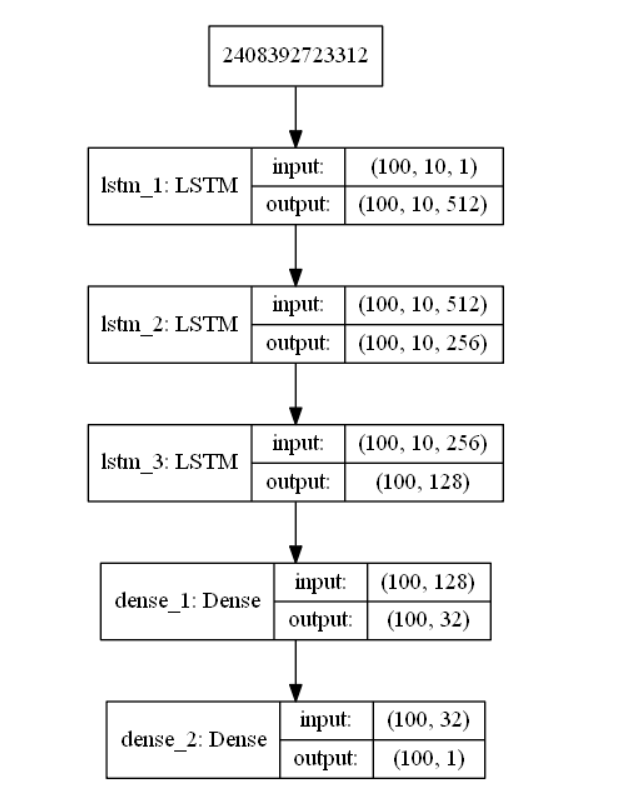 2408392723312
lstm_1: LSTM
input:
(100, 10, 1)
output:
(100, 10, 512)
lstm_2: LSTM
input:
(100, 10, 512)
output:
(100, 10, 256)
lstm_3: LSTM
input:
(100, 10, 256)
output:
(100, 128)
dense_1: Dense
input:
(100, 128)
output:
(100, 32)
dense_2: Dense
input:
(100, 32)
output:
(100, 1)